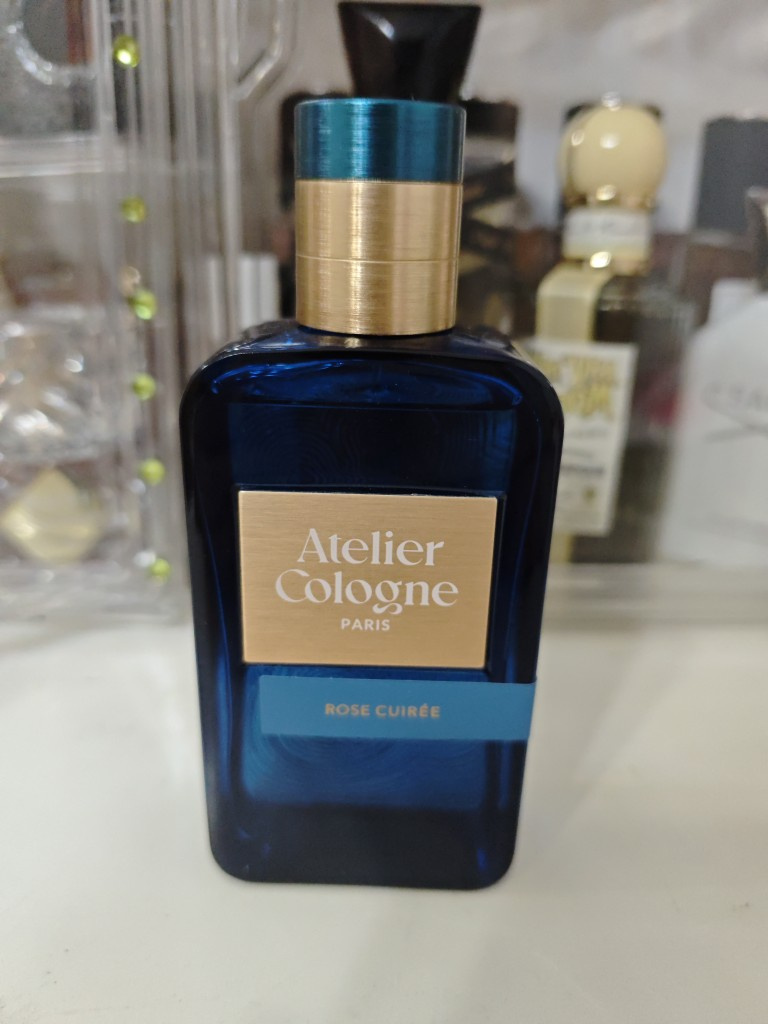 Atelier
Cologne
PARIS
ROSE CUIRÉE